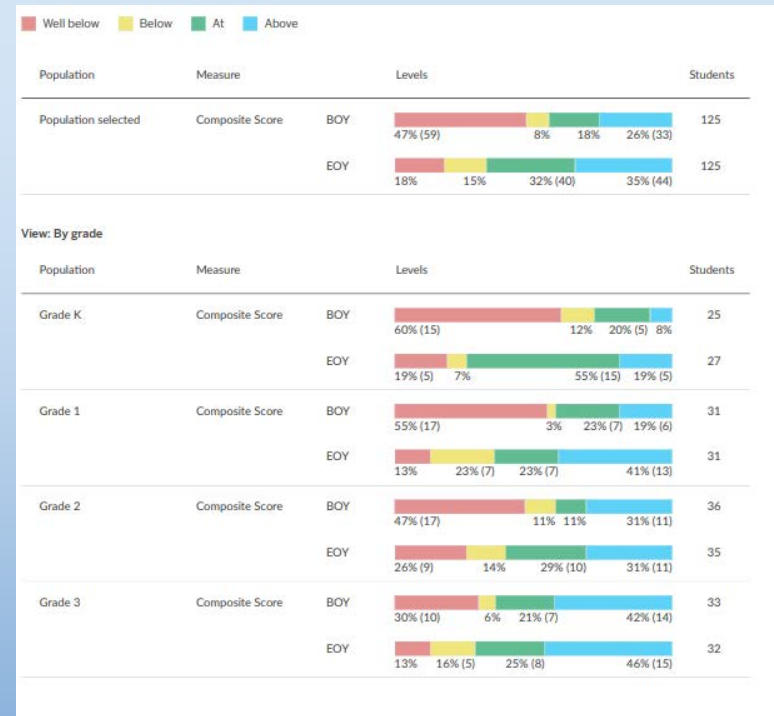 Well below Below At Above
Population Measure Levels Students
Population selected Composite Score BOY 125
47% (59) 8% 18% 26% (33)
EOY 125
18% 15% 32% (40) 35% (44)
View: By grade
Population Measure Levels Students
Grade K Composite Score BOY 25
60% (15) 12% 20% (5) 8%
EOY 27
19% (5) 7% 55% (15) 19% (5)
Grade 1 Composite Score BOY 31
55% (17) 3% 23% (7) 19% (6)
EOY 31
13% 23% (7) 23% (7) 41% (13)
Grade 2 Composite Score BOY 36
47% (17) 11% 11% 31% (11)
EOY 35
26% (9) 14% 29% (10) 31% (11)
Grade 3 Composite Score BOY 33
30% (10) 6% 21% (7) 42% (14)
EOY 32
13% 16% (5) 25% (8) 46% (15)